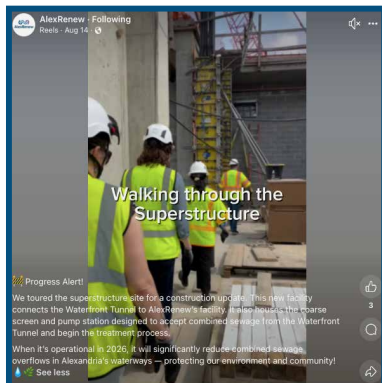 AlexRenew · Following
Reels · Aug 14 ·
Walking through the
Superstructure
🚧 Progress Alert!
We toured the superstructure site for a construction update. This new facility
connects the Waterfront Tunnel to AlexRenew's facility. It also houses the coarse
screen and pump station designed to accept combined sewage from the Waterfront
Tunnel and begin the treatment process.
When it's operational in 2026, it will significantly reduce combined sewage
overflows in Alexandria's waterways — protecting our environment and community!
💧🌿 See less
3